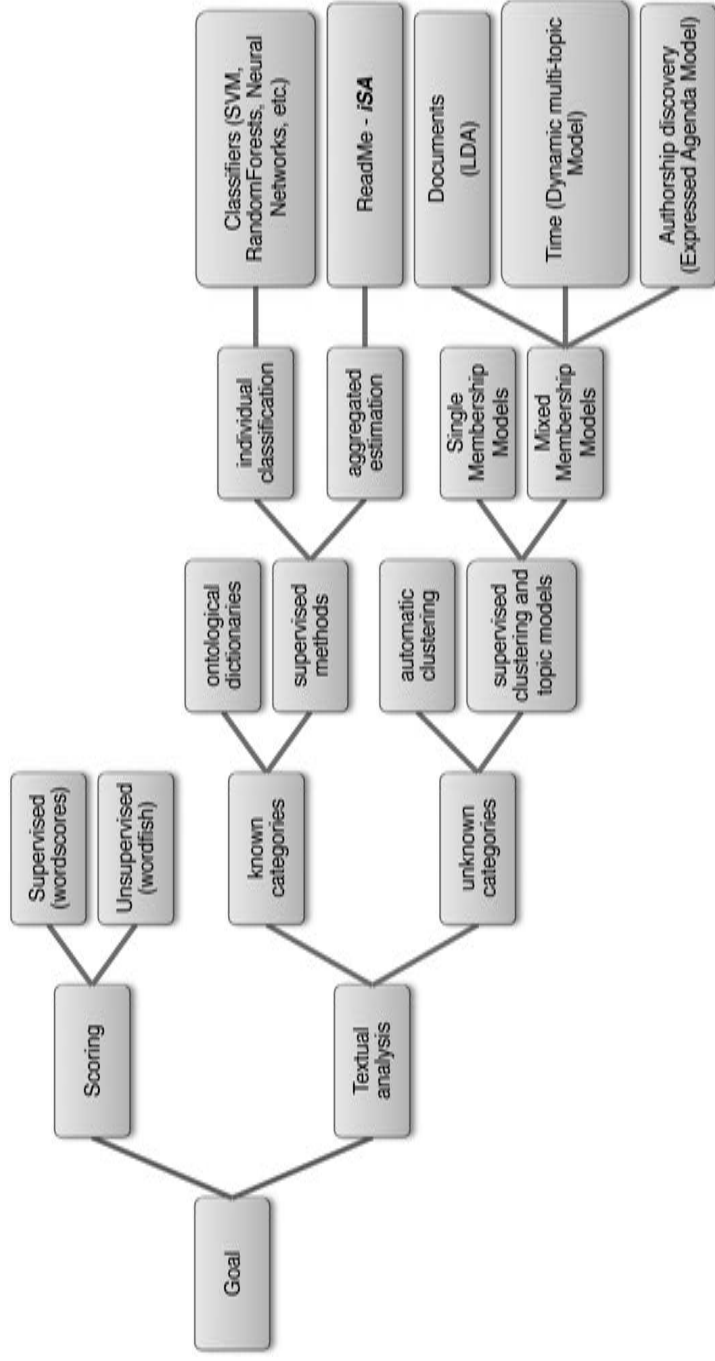 Goal
Scoring
Supervised
(wordscores)
Unsupervised
(wordfish)
Textual
analysis
known
categories
ontological
dictionaries
supervised
methods
individual
classification
Classifiers (SVM,
RandomForests, Neural
Networks, etc.)
aggregated
estimation
ReadMe - iSA
unknown
categories
automatic
clustering
supervised
clustering and
topic models
Single
Membership
Models
Mixed
Membership
Models
Documents
(LDA)
Time (Dynamic multi-topic
Model)
Authorship discovery
(Expressed Agenda Model)